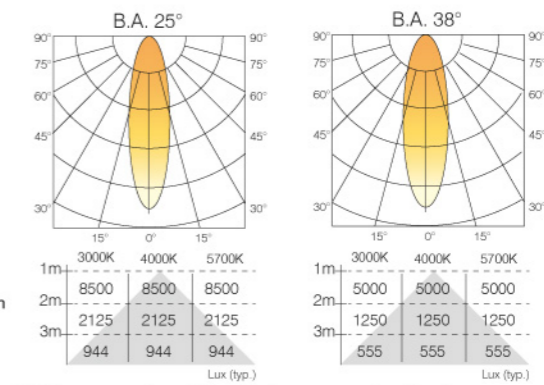 B.A. 25°
90° 90°
75° 75°
60° 60°
45° 45°
30° 30°
15° 0° 15°
3000K 4000K 5700K
1m
8500 8500 8500
2m
2125 2125 2125
3m
944 944 944
Lux (typ.)
B.A. 38°
90° 90°
75° 75°
60° 60°
45° 45°
30° 30°
15° 0° 15°
3000K 4000K 5700K
1m
5000 5000 5000
2m
1250 1250 1250
3m
555 555 555
Lux (typ.)